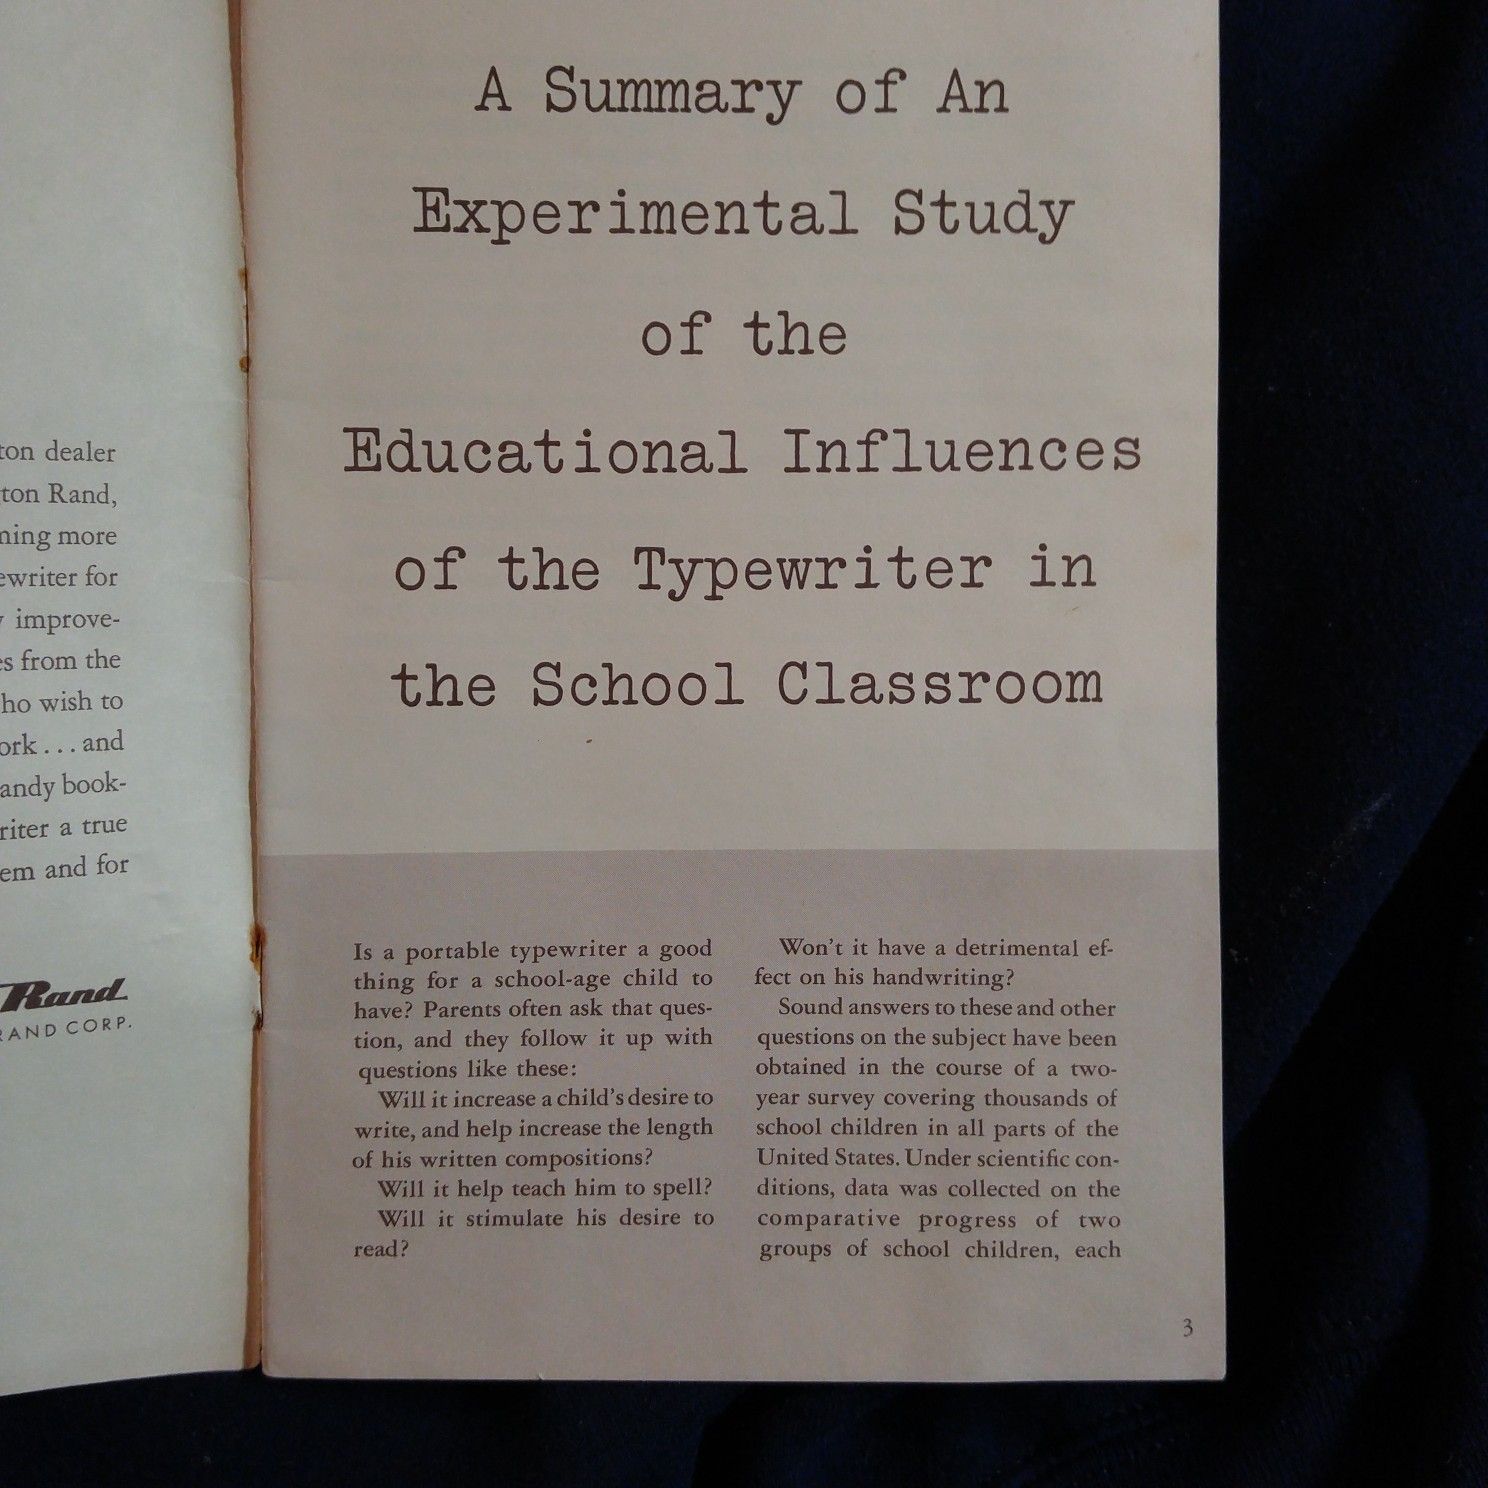 ton dealer
ton Rand,
ning more
ewriter for
improve-
es from the
ho wish to
ork...and
andy book-
riter a true
em and for
Rand
RAND CORP.
A Summary of An
Experimental Study
of the
Educational Influences
of the Typewriter in
the School Classroom
Is a portable typewriter a good
thing for a school-age child to
have? Parents often ask that ques-
tion, and they follow it up with
questions like these:
Will it increase a child's desire to
write, and help increase the length
of his written compositions?
Will it help teach him to spell?
Will it stimulate his desire to
read?
Won't it have a detrimental ef-
fect on his handwriting?
Sound answers to these and other
questions on the subject have been
obtained in the course of a two-
year survey covering thousands of
school children in all parts of the
United States. Under scientific con-
ditions, data was collected on the
comparative progress of two
groups of school children, each
3